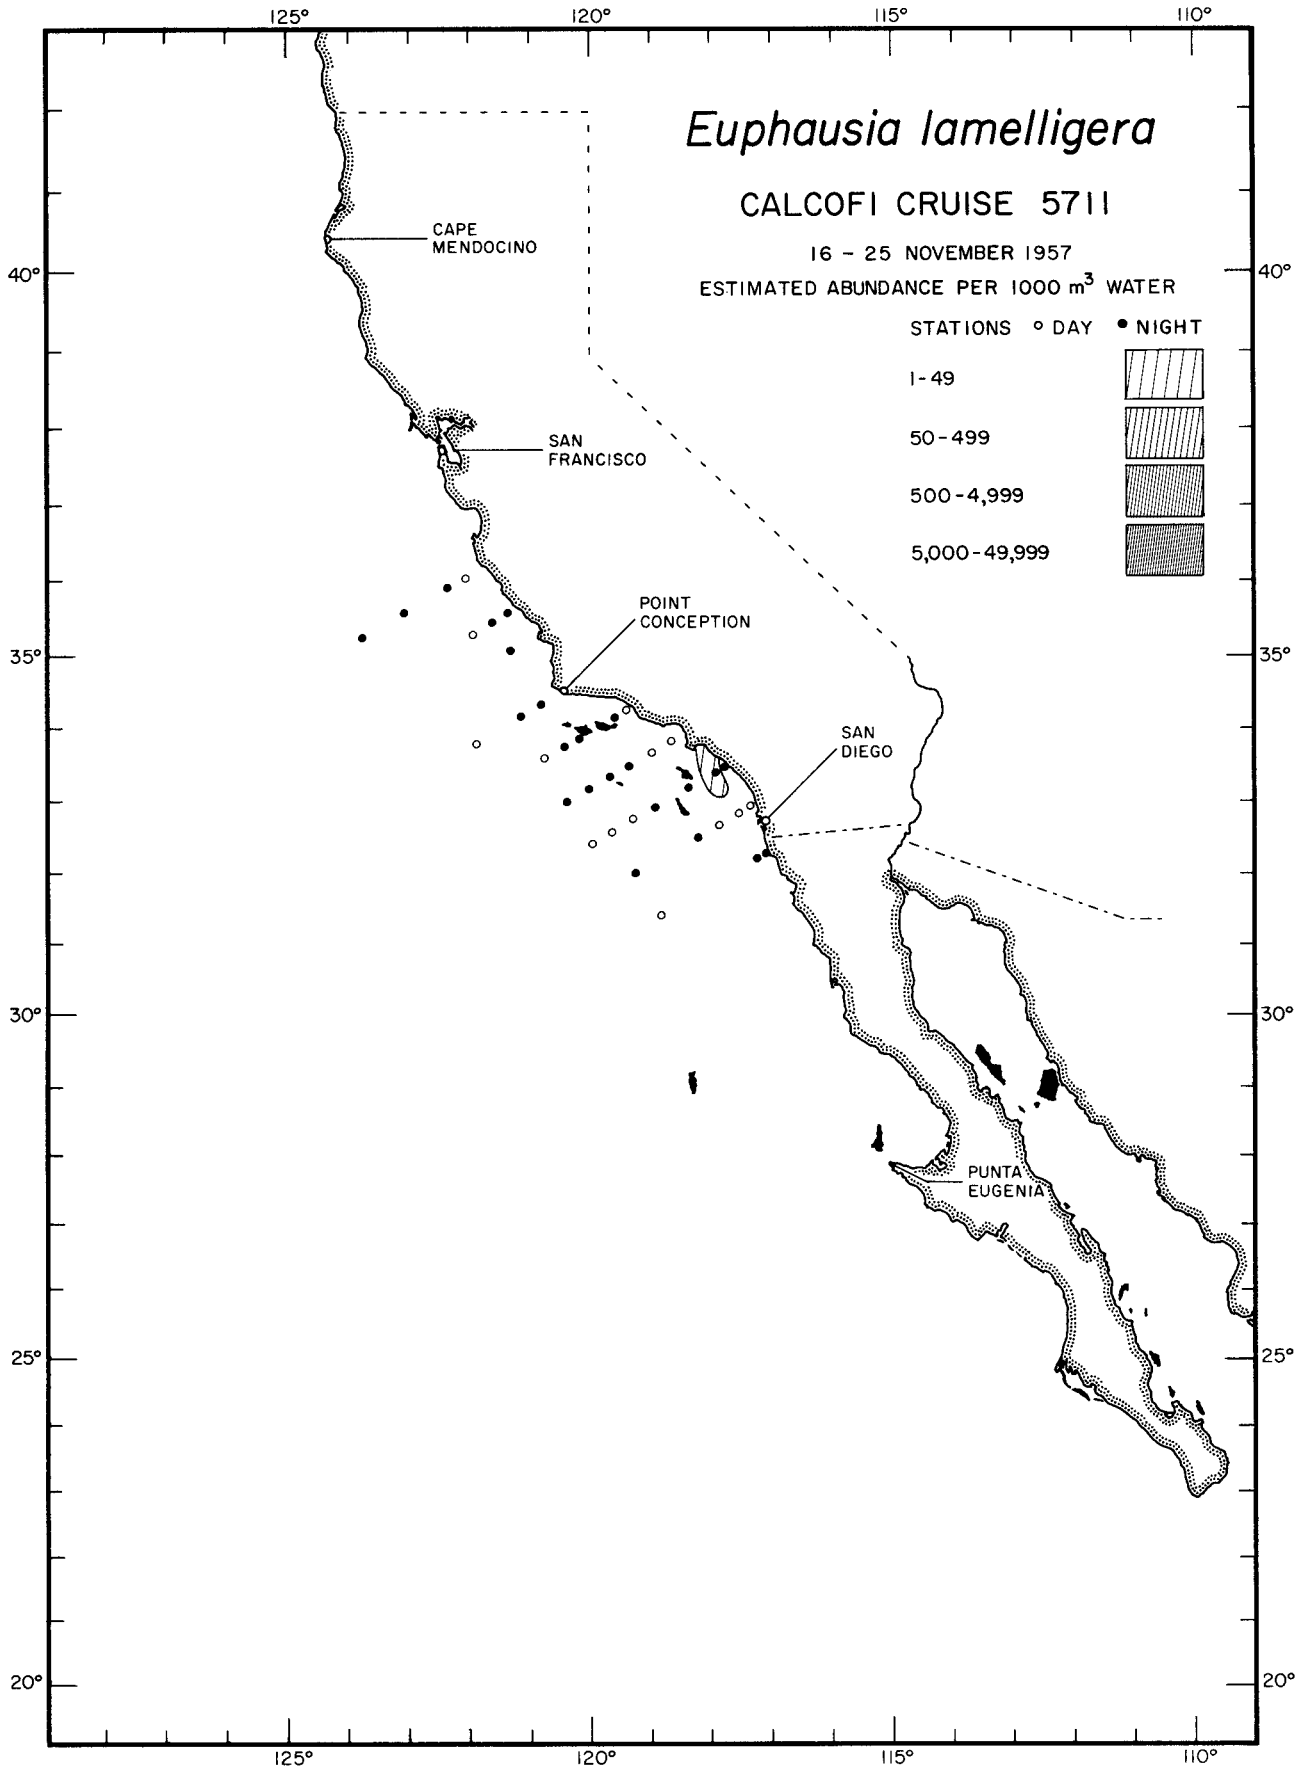 125° 120° 115° 110°
Euphausia lamelligera
CALCOFI CRUISE 5711
16 - 25 NOVEMBER 1957
ESTIMATED ABUNDANCE PER 1000 m³ WATER
STATIONS ○ DAY ● NIGHT
1-49
50-499
500-4,999
5,000-49,999
CAPE
MENDOCINO
40° 40°
SAN
FRANCISCO
POINT
CONCEPTION
35° 35°
SAN
DIEGO
30° 30°
PUNTA
EUGENIA
25° 25°
20° 20°
125° 120° 115° 110°